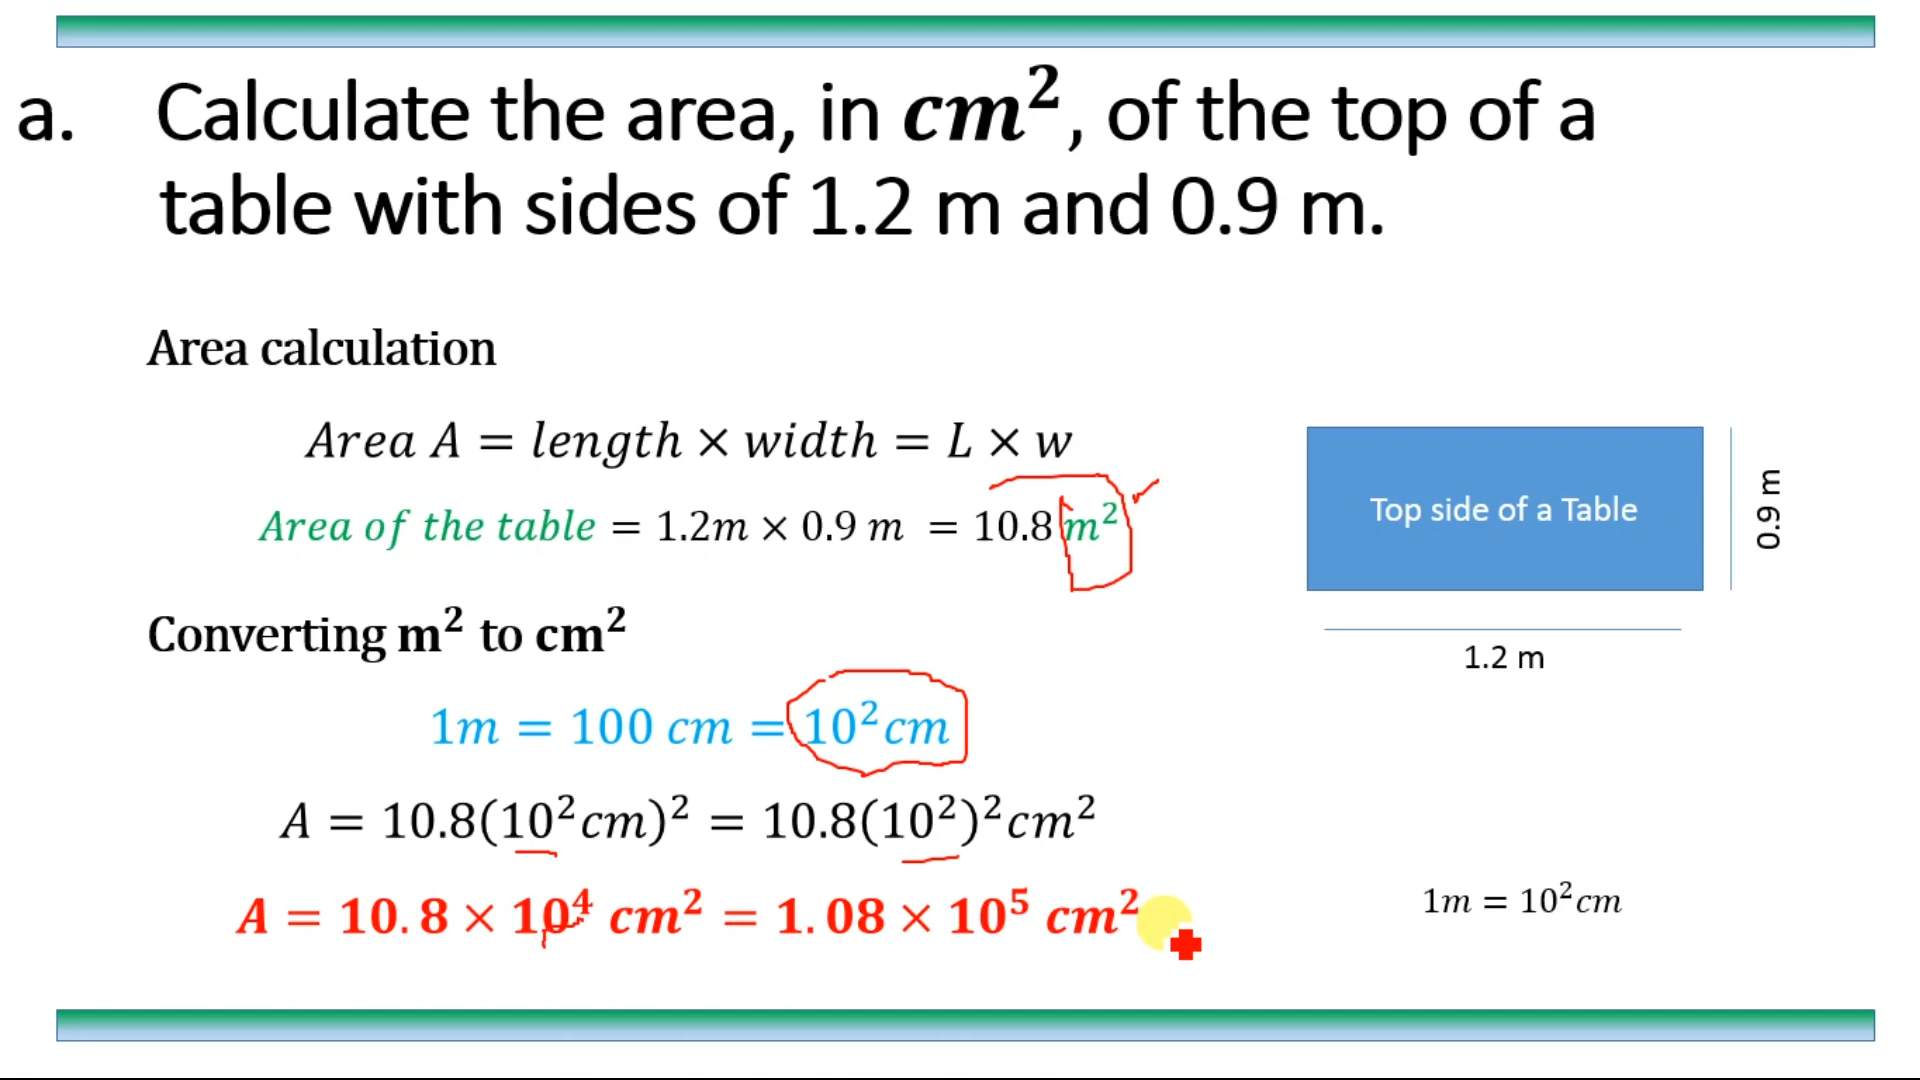 a. Calculate the area, in cm², of the top of a
table with sides of 1.2 m and 0.9 m.
Area calculation
Area A = length × width = L × w
Area of the table = 1.2m × 0.9 m = 10.8 m²
Top side of a Table
0.9 m
1.2 m
Converting m² to cm²
1m = 100 cm = 10²cm
A = 10.8(10²cm)² = 10.8(10²)²cm²
A = 10.8 × 10⁴ cm² = 1.08 × 10⁵ cm²
1m = 10²cm